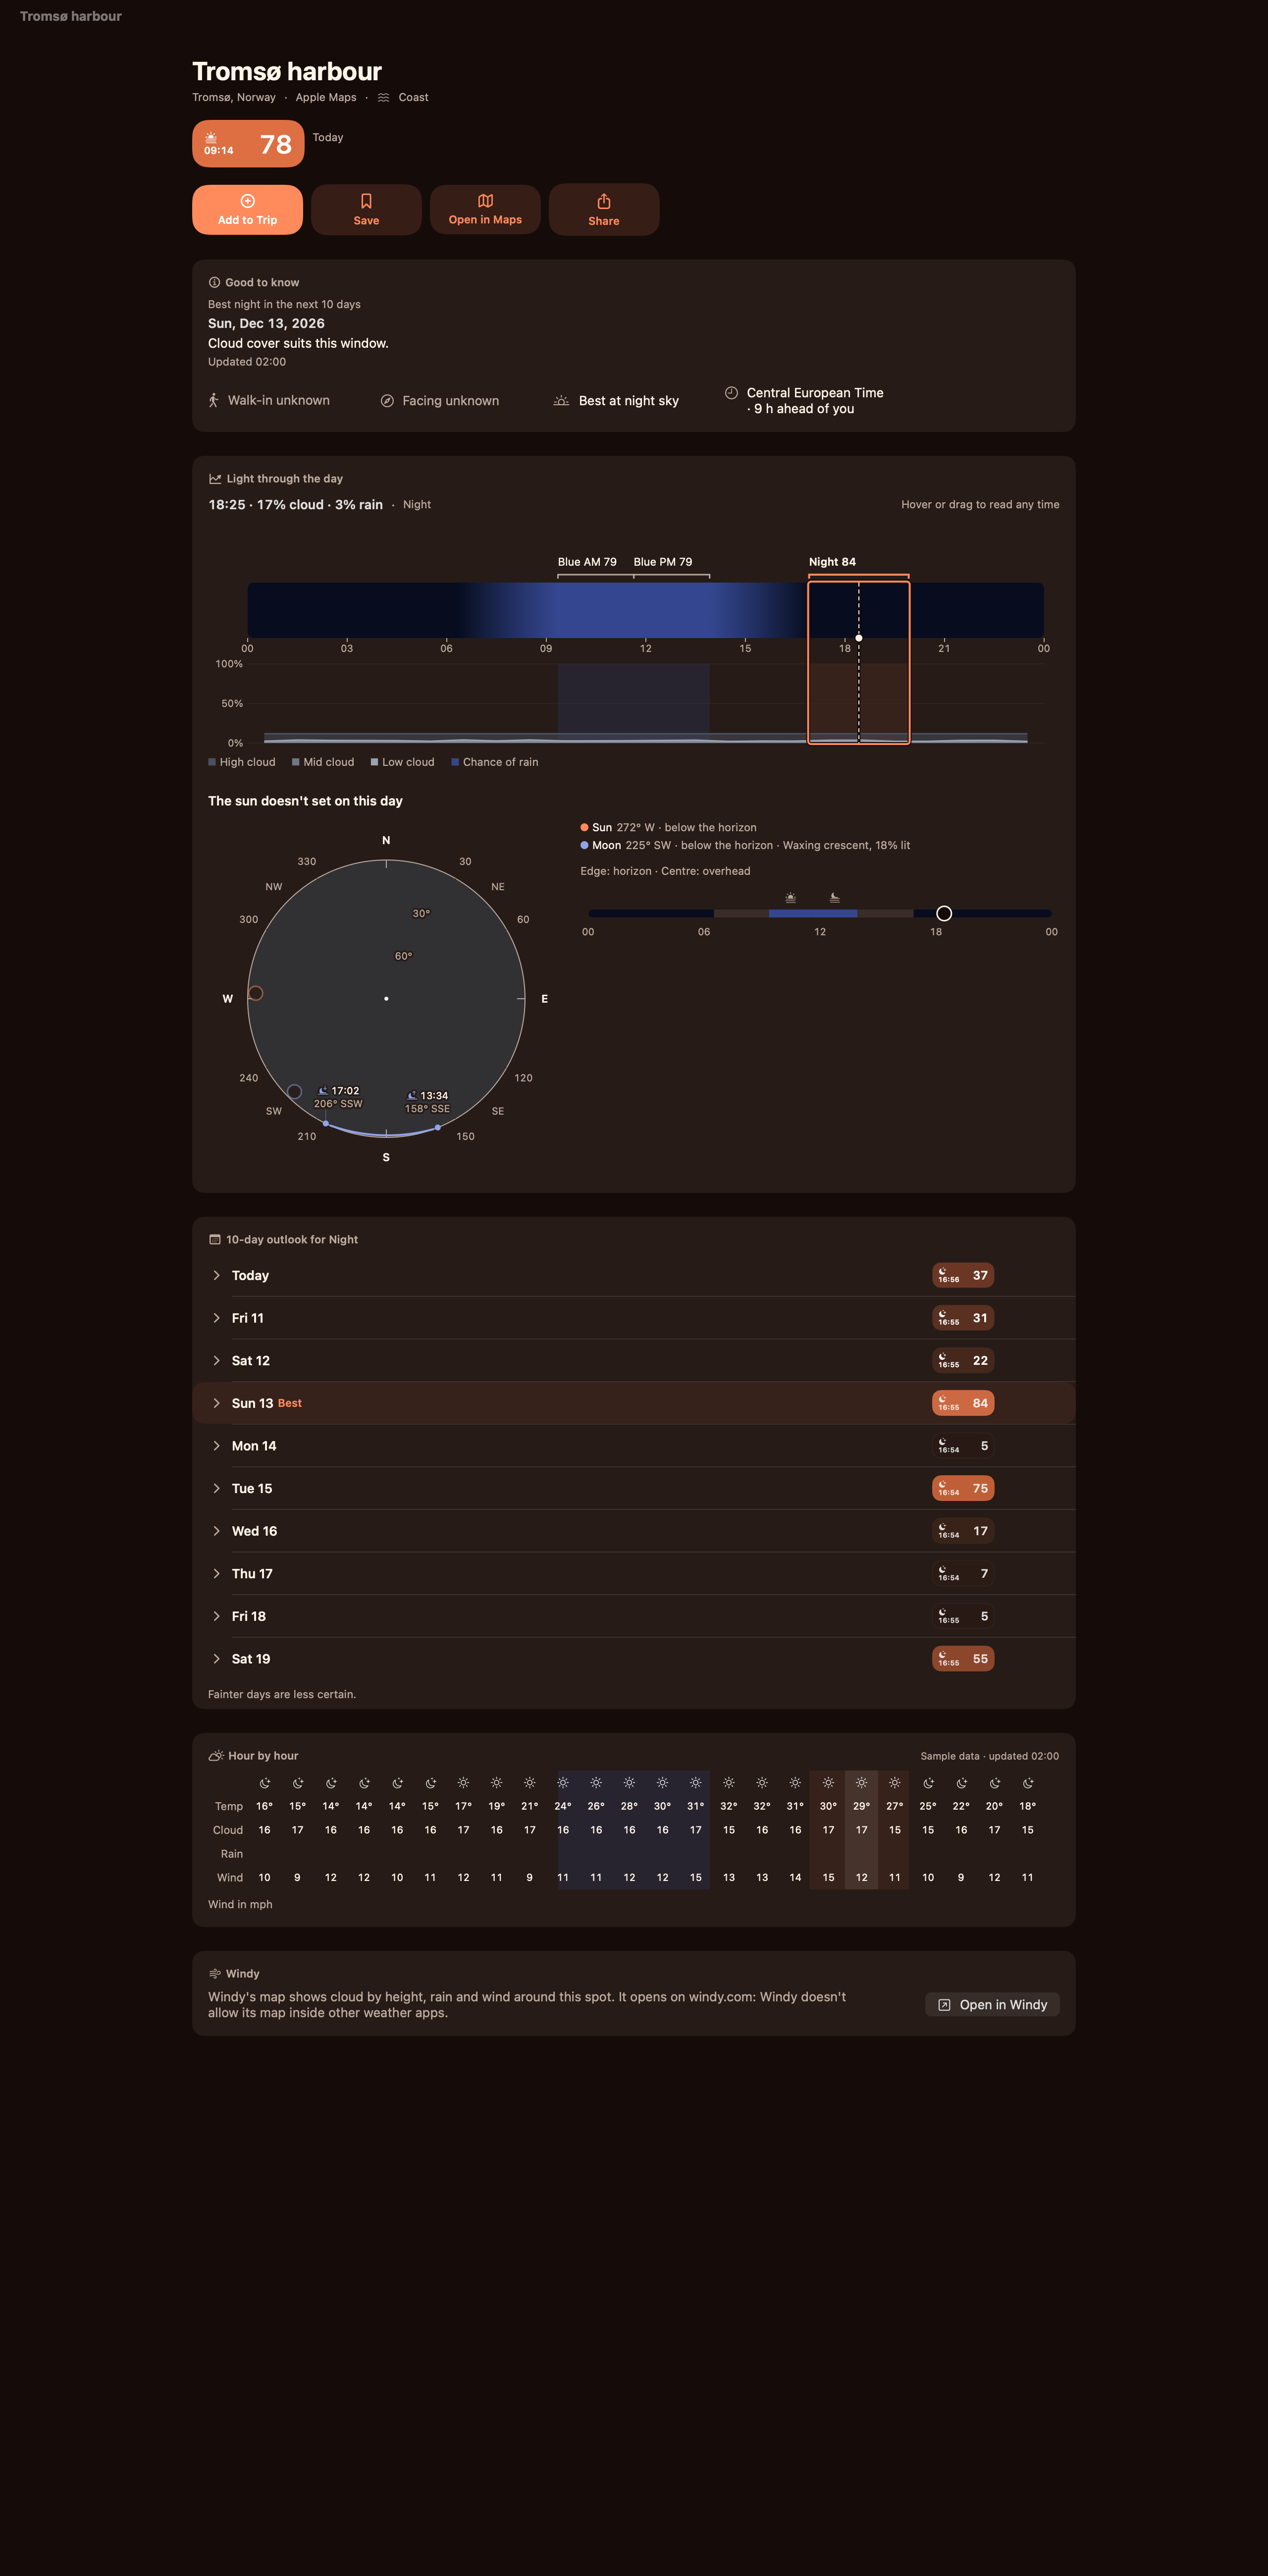 Tromsø harbour
Tromsø harbour
Tromsø, Norway · Apple Maps · Coast
09:14 78 Today
Add to Trip Save Open in Maps Share
Good to know
Best night in the next 10 days
Sun, Dec 13, 2026
Cloud cover suits this window.
Updated 02:00
Walk-in unknown Facing unknown Best at night sky Central European Time
· 9 h ahead of you
Light through the day
18:25 · 17% cloud · 3% rain · Night Hover or drag to read any time
Blue AM 79 Blue PM 79 Night 84
00 03 06 09 12 15 18 21 00
100%
50%
0%
High cloud Mid cloud Low cloud Chance of rain
The sun doesn't set on this day
Sun 272° W · below the horizon
Moon 225° SW · below the horizon · Waxing crescent, 18% lit
Edge: horizon · Centre: overhead
00 06 12 18 00
N
330 30
NW NE
300 30° 60
60°
W E
240 120
17:02 13:34
206° SSW 158° SSE
SW SE
210 150
S
10-day outlook for Night
Today 16:56 37
Fri 11 16:55 31
Sat 12 16:55 22
Sun 13 Best 16:55 84
Mon 14 16:54 5
Tue 15 16:54 75
Wed 16 16:54 17
Thu 17 16:54 7
Fri 18 16:55 5
Sat 19 16:55 55
Fainter days are less certain.
Hour by hour Sample data · updated 02:00
Temp 16° 15° 14° 14° 14° 15° 17° 19° 21° 24° 26° 28° 30° 31° 32° 32° 31° 30° 29° 27° 25° 22° 20° 18°
Cloud 16 17 16 16 16 16 17 16 17 16 16 16 16 17 15 16 16 17 17 15 15 16 17 15
Rain
Wind 10 9 12 12 10 11 12 11 9 11 11 12 12 15 13 13 14 15 12 11 10 9 12 11
Wind in mph
Windy
Windy's map shows cloud by height, rain and wind around this spot. It opens on windy.com: Windy doesn't
allow its map inside other weather apps.
Open in Windy